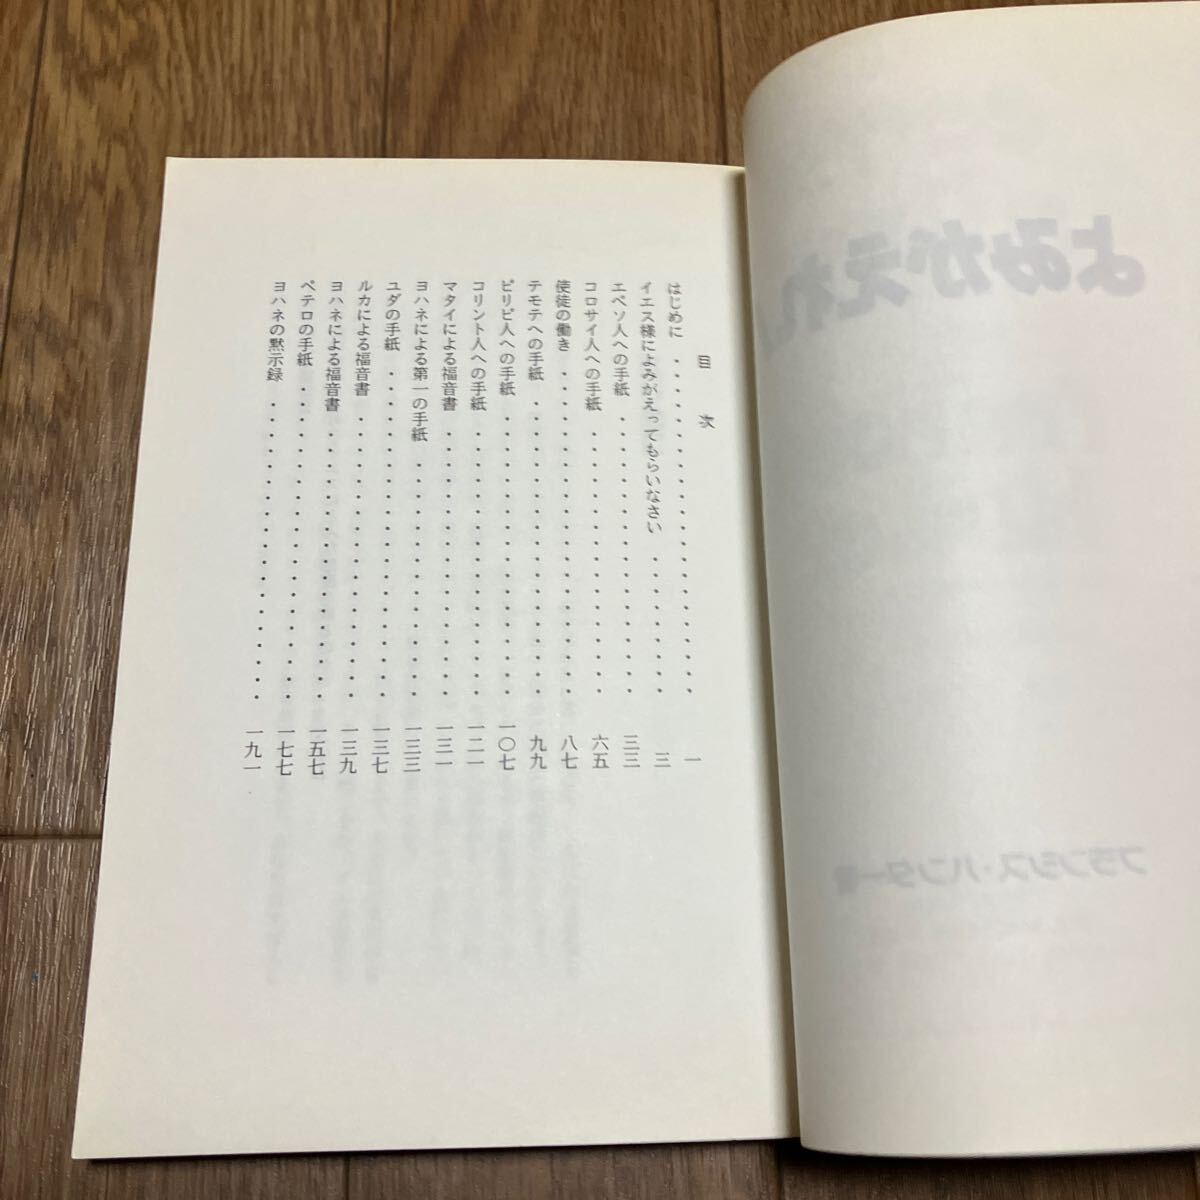 よみがえれ
フランシス・ハンター著
目次
はじめに・・・・・・・・・・・・・・・・・・・・・・一
イエス様によみがえってもらいなさい・・・・・・・・・三
エペソ人への手紙・・・・・・・・・・・・・・・・・・三三
コロサイ人への手紙・・・・・・・・・・・・・・・・・六五
使徒の働き・・・・・・・・・・・・・・・・・・・・・八七
テモテへの手紙・・・・・・・・・・・・・・・・・・・九九
ピリピ人への手紙・・・・・・・・・・・・・・・・・・一〇七
コリント人への手紙・・・・・・・・・・・・・・・・・一二一
マタイによる福音書・・・・・・・・・・・・・・・・・一三一
ヨハネによる第一の手紙・・・・・・・・・・・・・・・一三三
ユダの手紙・・・・・・・・・・・・・・・・・・・・・一三七
ルカによる福音書・・・・・・・・・・・・・・・・・・一三九
ヨハネによる福音書・・・・・・・・・・・・・・・・・一五七
ペテロの手紙・・・・・・・・・・・・・・・・・・・・一七七
ヨハネの黙示録・・・・・・・・・・・・・・・・・・・一九一